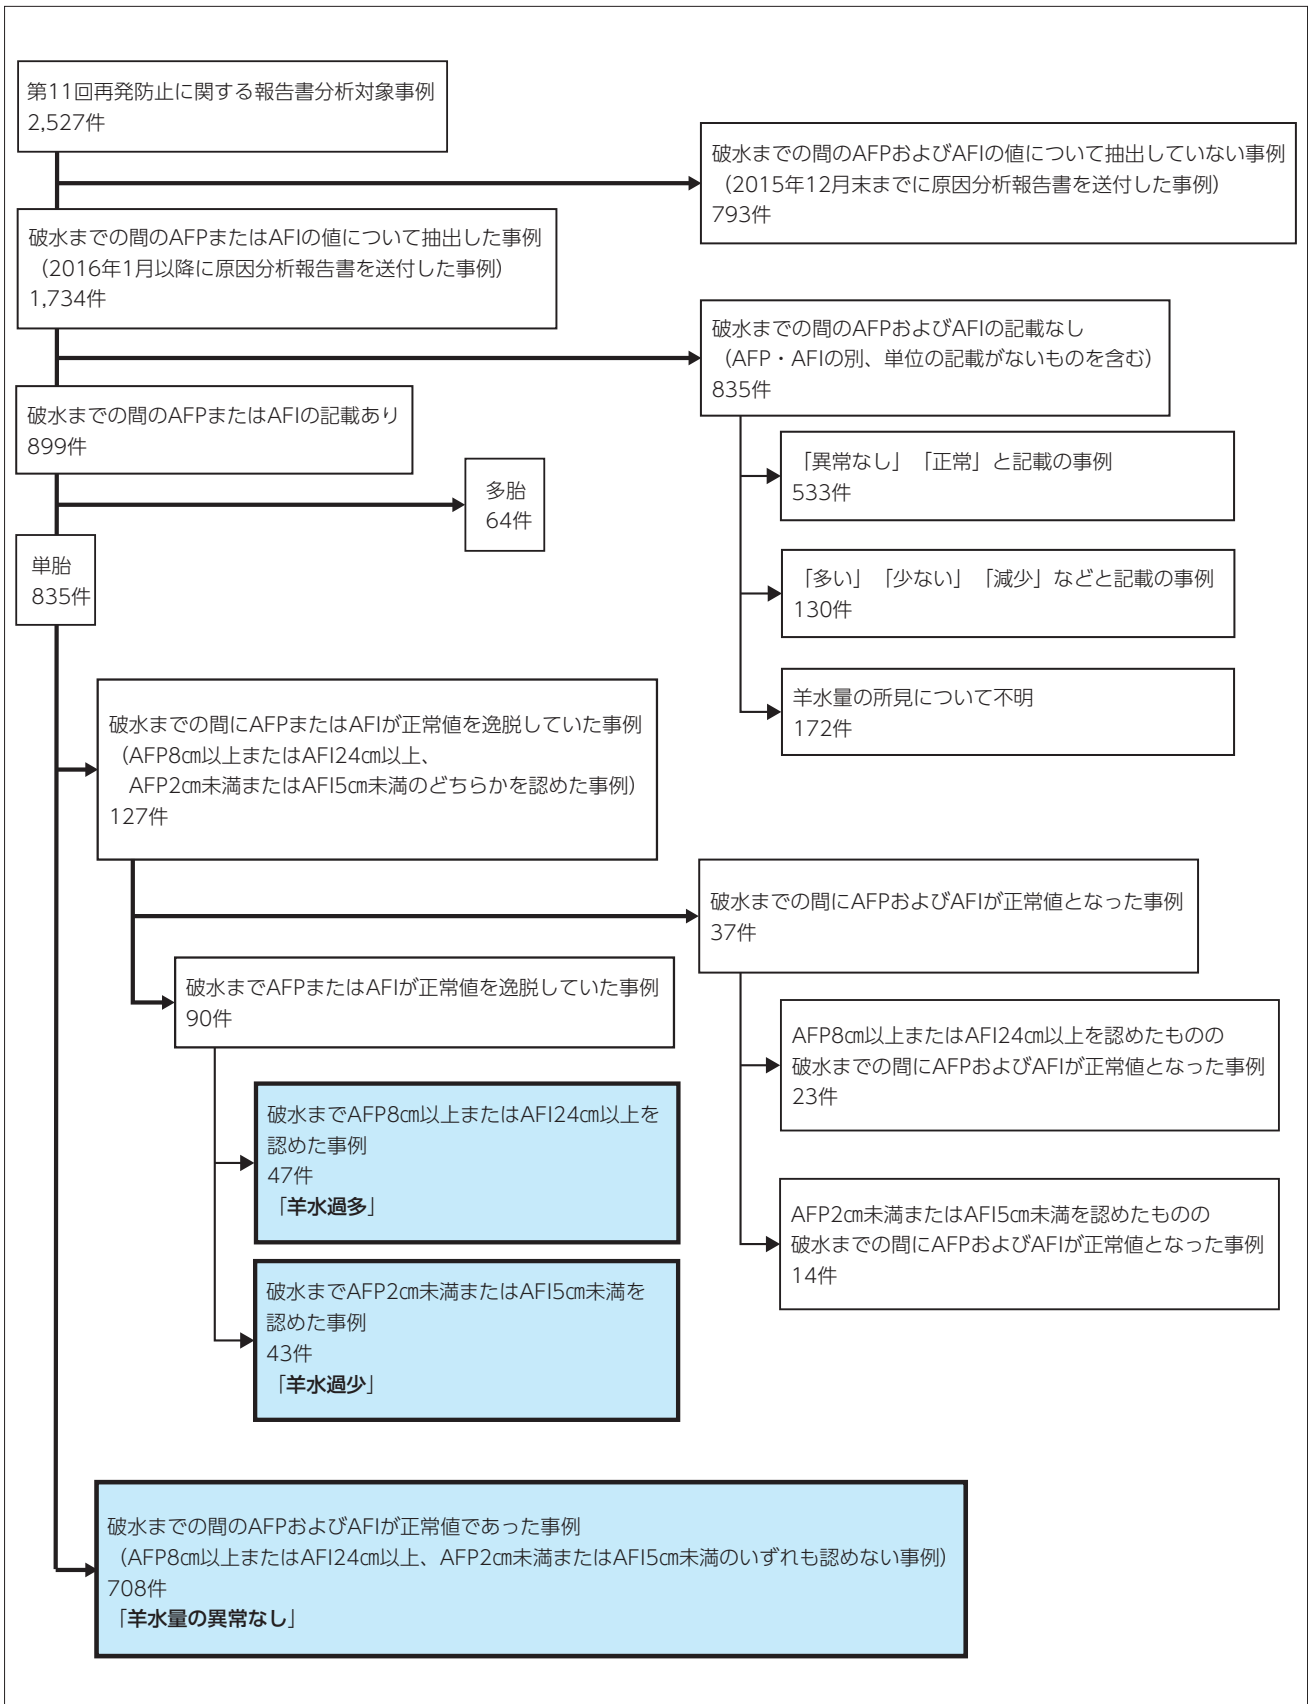 第11回再発防止に関する報告書分析対象事例
2,527件
破水までの間のAFPおよびAFIの値について抽出していない事例
（2015年12月末までに原因分析報告書を送付した事例）
793件
破水までの間のAFPまたはAFIの値について抽出した事例
（2016年1月以降に原因分析報告書を送付した事例）
1,734件
破水までの間のAFPおよびAFIの記載なし
（AFP・AFIの別、単位の記載がないものを含む）
835件
破水までの間のAFPまたはAFIの記載あり
899件
「異常なし」「正常」と記載の事例
533件
多胎
64件
単胎
835件
「多い」「少ない」「減少」などと記載の事例
130件
羊水量の所見について不明
172件
破水までの間にAFPまたはAFIが正常値を逸脱していた事例
（AFP8㎝以上またはAFI24㎝以上、
AFP2㎝未満またはAFI5㎝未満のどちらかを認めた事例）
127件
破水までの間にAFPおよびAFIが正常値となった事例
37件
破水までAFPまたはAFIが正常値を逸脱していた事例
90件
AFP8㎝以上またはAFI24㎝以上を認めたものの
破水までの間にAFPおよびAFIが正常値となった事例
23件
破水までAFP8㎝以上またはAFI24㎝以上を
認めた事例
47件
「羊水過多」
AFP2㎝未満またはAFI5㎝未満を認めたものの
破水までの間にAFPおよびAFIが正常値となった事例
14件
破水までAFP2㎝未満またはAFI5㎝未満を
認めた事例
43件
「羊水過少」
破水までの間のAFPおよびAFIが正常値であった事例
（AFP8㎝以上またはAFI24㎝以上、AFP2㎝未満またはAFI5㎝未満のいずれも認めない事例）
708件
「羊水量の異常なし」